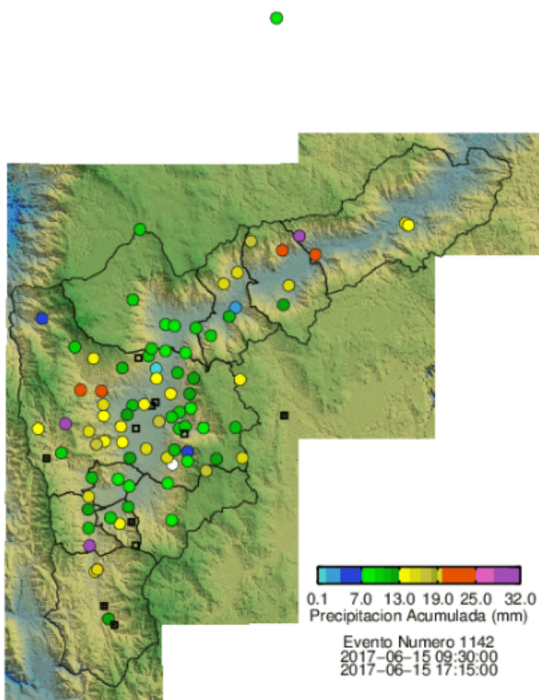 0.1 7.0 13.0 19.0 25.0 32.0
Precipitacion Acumulada (mm)
Evento Numero 1142
2017-06-15 09:30:00
2017-06-15 17:15:00